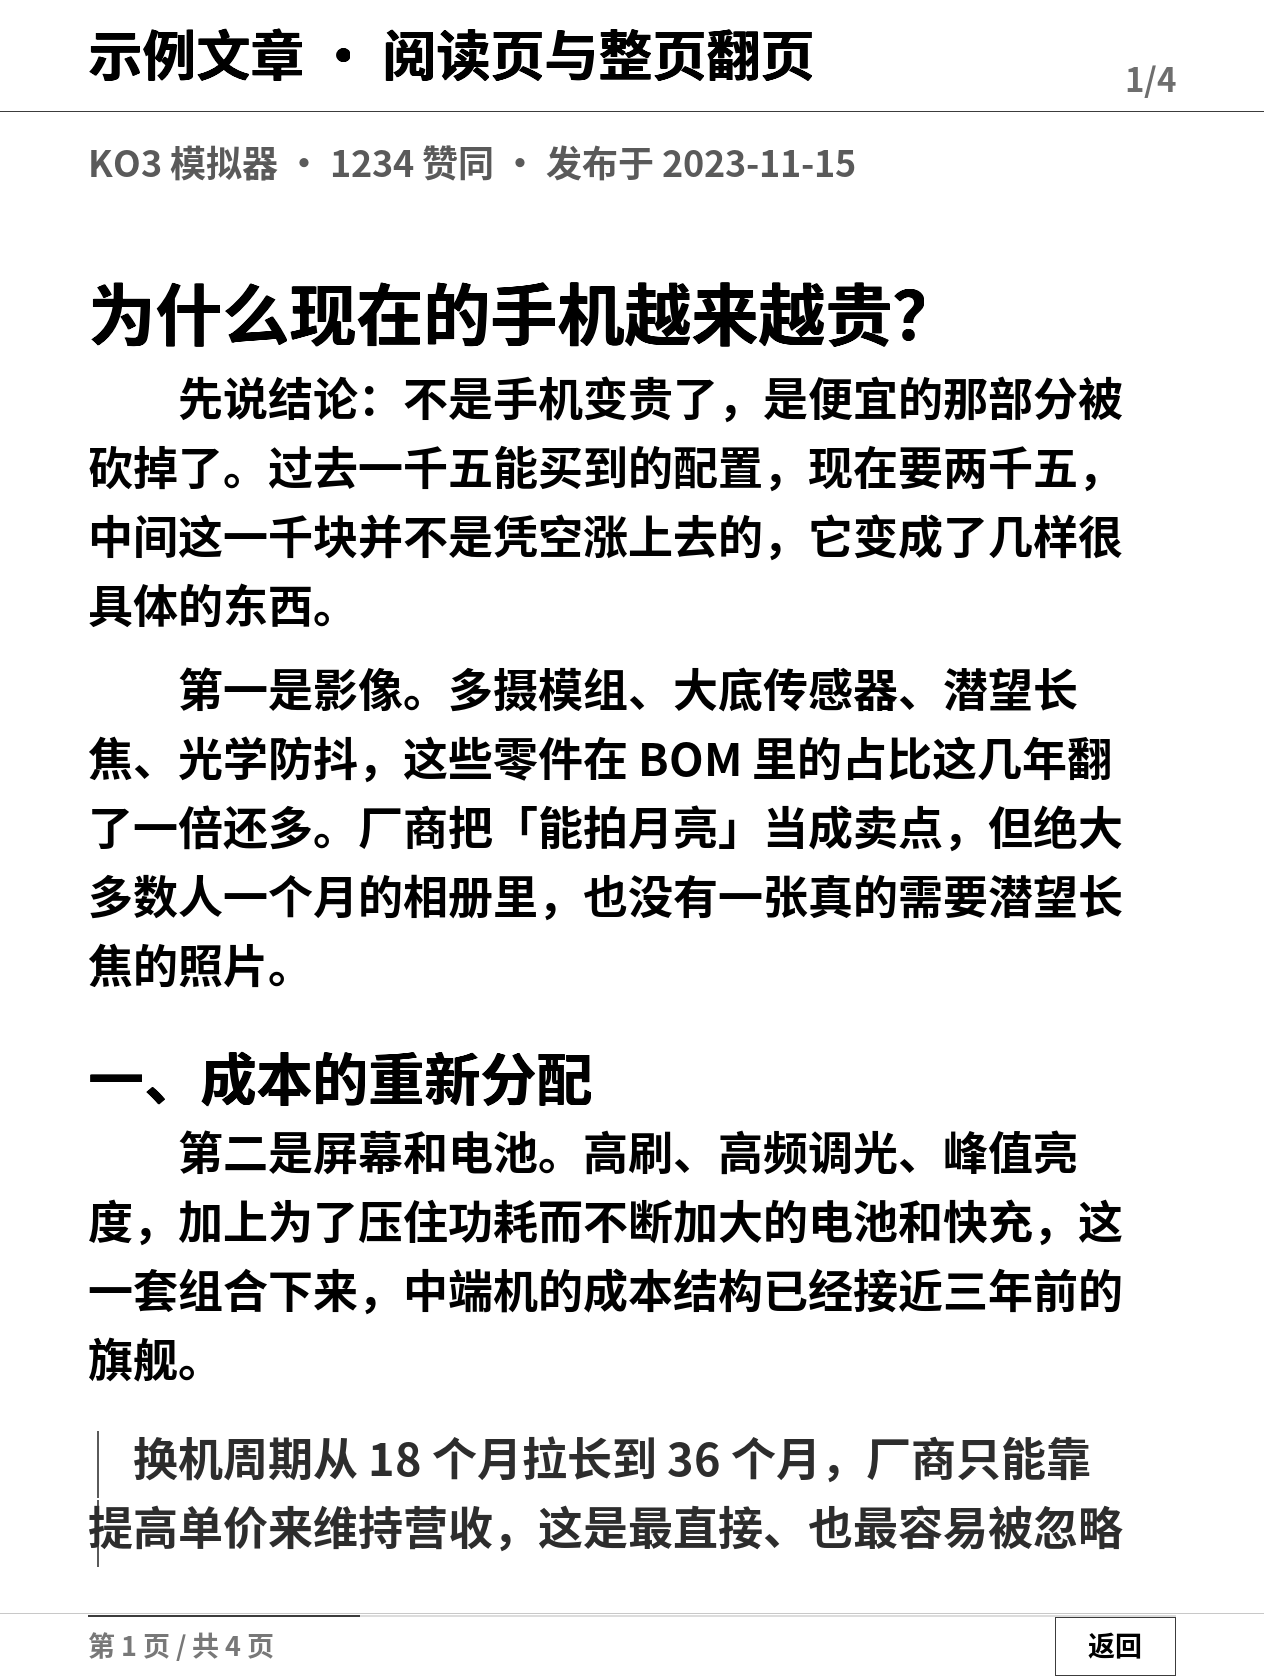 示例文章 · 阅读页与整页翻页
1/4
KO3 模拟器 · 1234 赞同 · 发布于 2023-11-15
为什么现在的手机越来越贵？
先说结论：不是手机变贵了，是便宜的那部分被
砍掉了。过去一千五能买到的配置，现在要两千五，
中间这一千块并不是凭空涨上去的，它变成了几样很
具体的东西。
第一是影像。多摄模组、大底传感器、潜望长
焦、光学防抖，这些零件在 BOM 里的占比这几年翻
了一倍还多。厂商把「能拍月亮」当成卖点，但绝大
多数人一个月的相册里，也没有一张真的需要潜望长
焦的照片。
一、成本的重新分配
第二是屏幕和电池。高刷、高频调光、峰值亮
度，加上为了压住功耗而不断加大的电池和快充，这
一套组合下来，中端机的成本结构已经接近三年前的
旗舰。
换机周期从 18 个月拉长到 36 个月，厂商只能靠
提高单价来维持营收，这是最直接、也最容易被忽略
第 1 页 / 共 4 页
返回